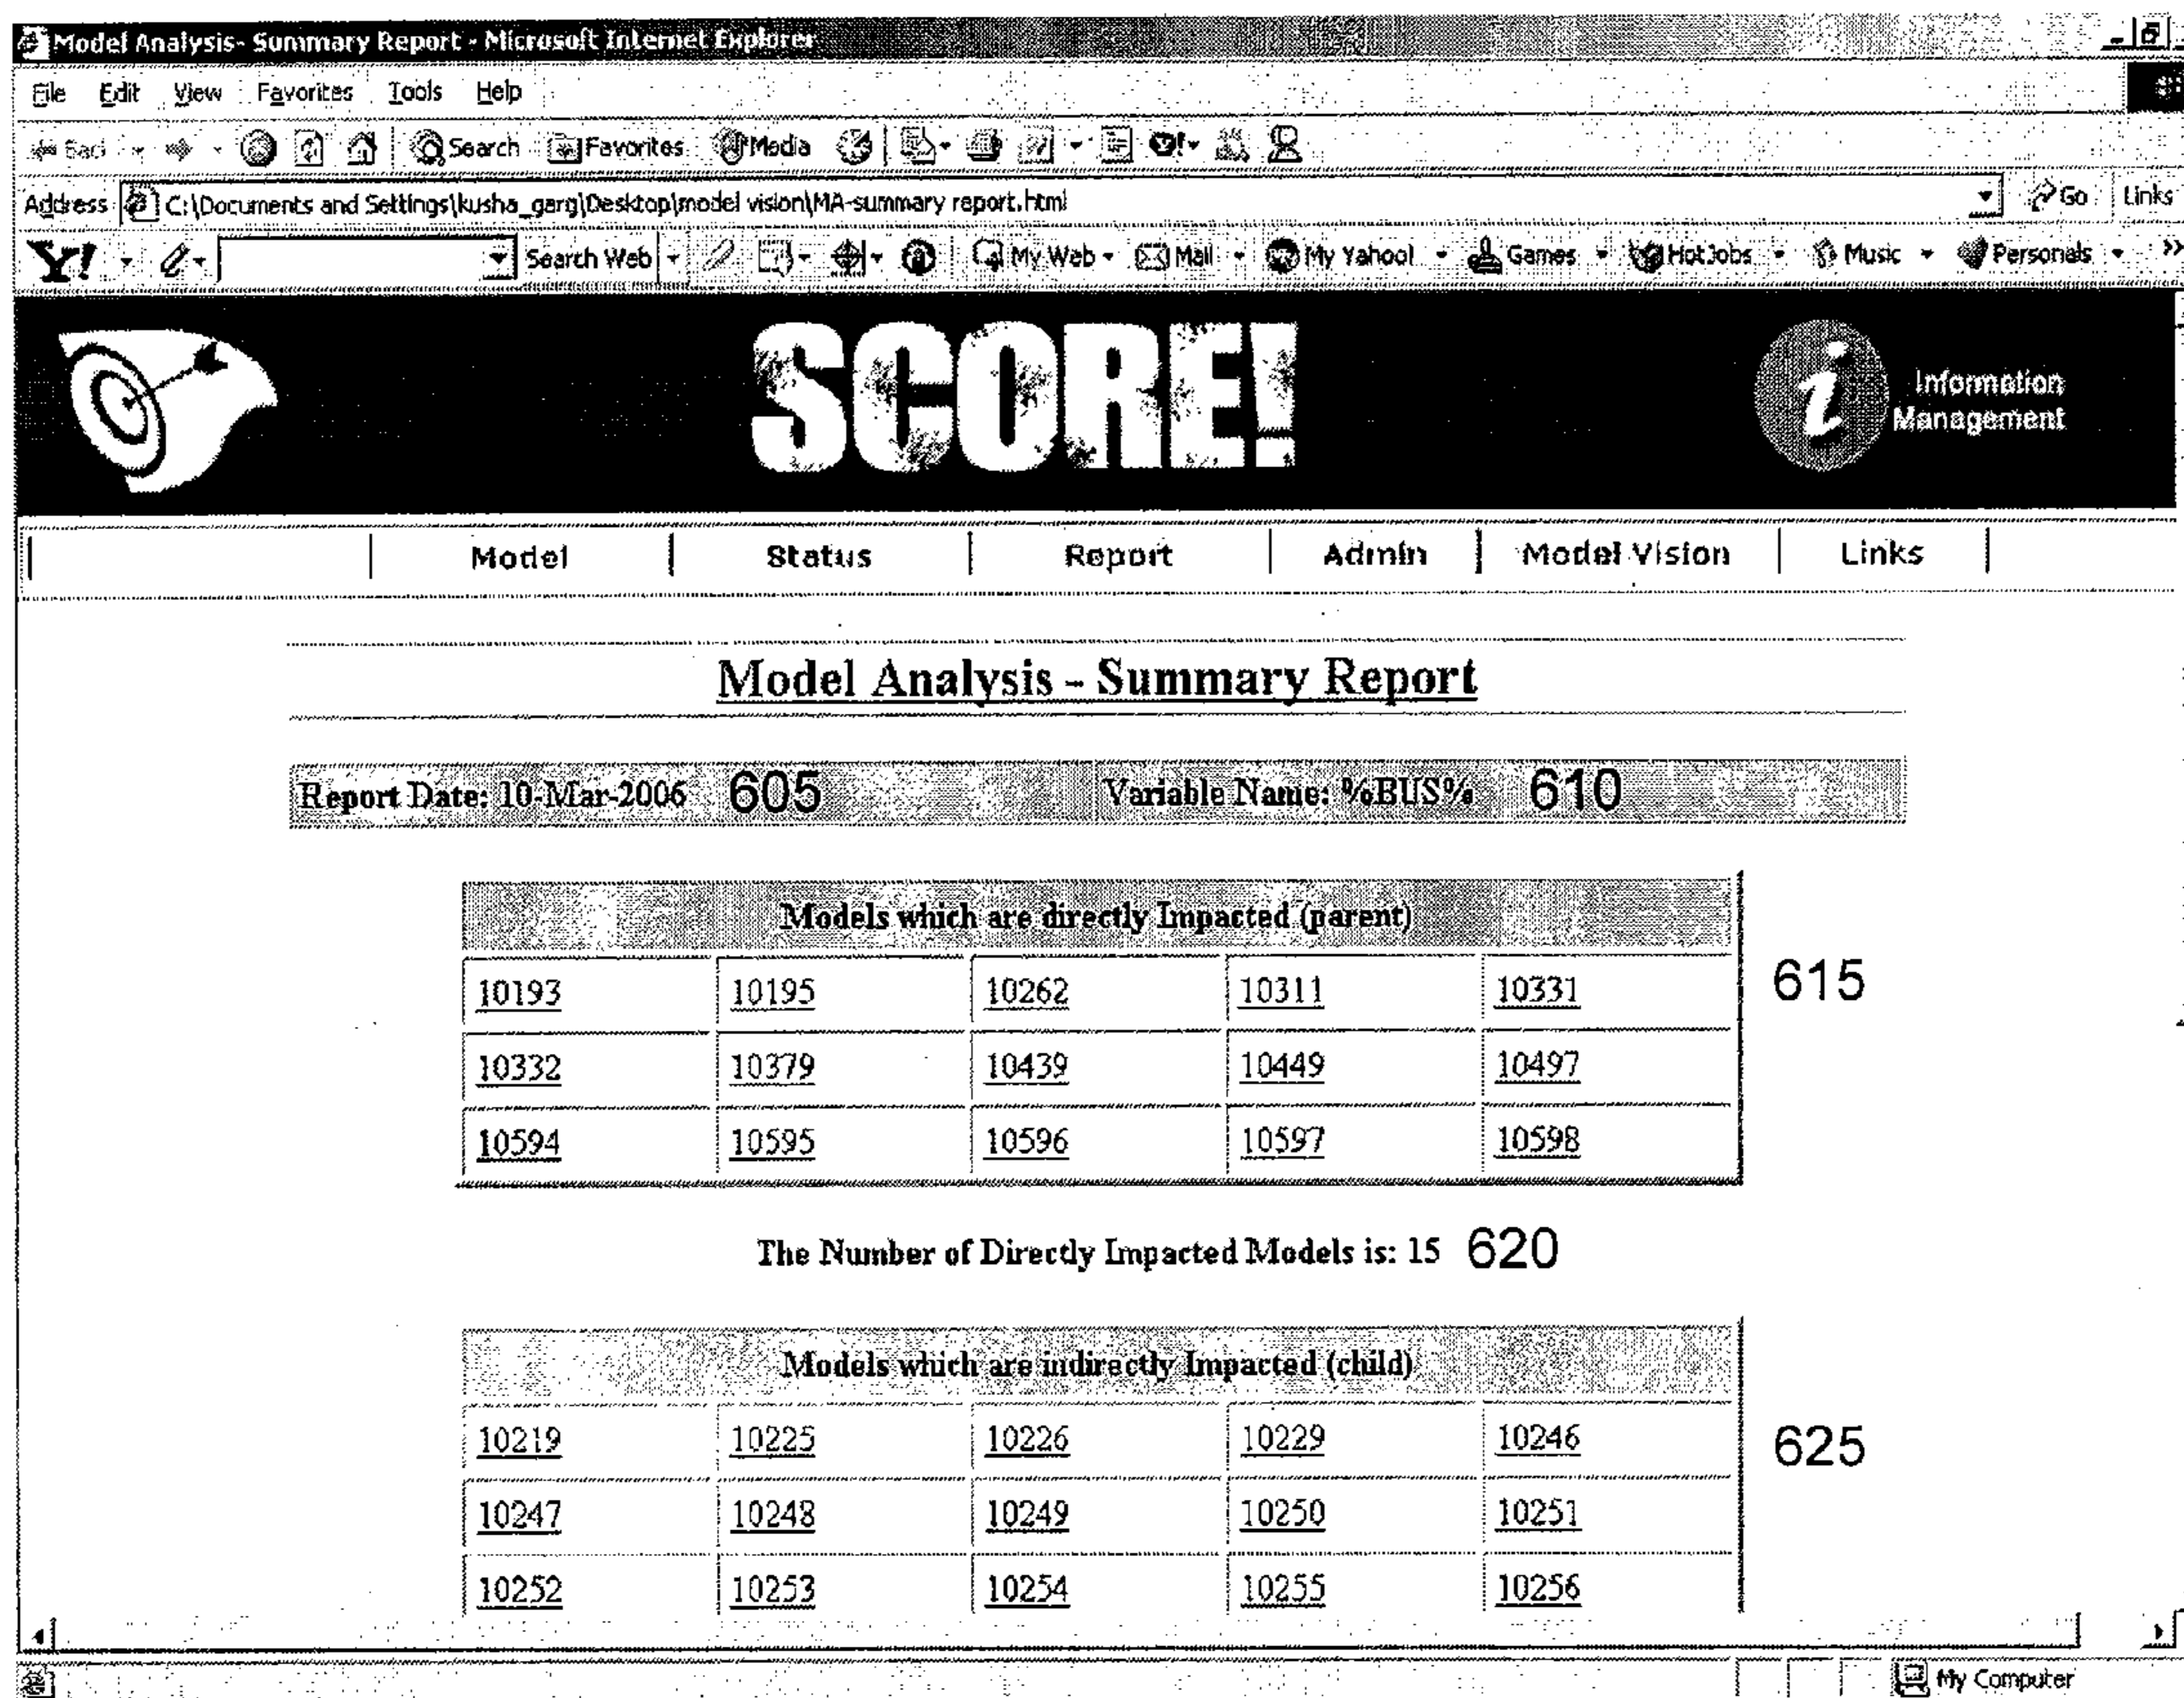 Model Analysis- Summary Report - Microsoft Internet Explorer
File Edit View Favorites Tools Help
Back Search Favorites Media
Address C:\Documents and Settings\kusha_garg\Desktop\model vision\MA-summary report.html Go Links
Y! Search Web My Web Mail My Yahoo! Games HotJobs Music Personals >>
SCORE!
i Information
Management
Model Status Report Admin Model Vision Links
Model Analysis - Summary Report
Report Date: 10-Mar-2006 605 Variable Name: %BUS% 610
Models which are directly Impacted (parent)
10193 10195 10262 10311 10331 615
10332 10379 10439 10449 10497
10594 10595 10596 10597 10598
The Number of Directly Impacted Models is: 15 620
Models which are indirectly Impacted (child)
10219 10225 10226 10229 10246 625
10247 10248 10249 10250 10251
10252 10253 10254 10255 10256
My Computer